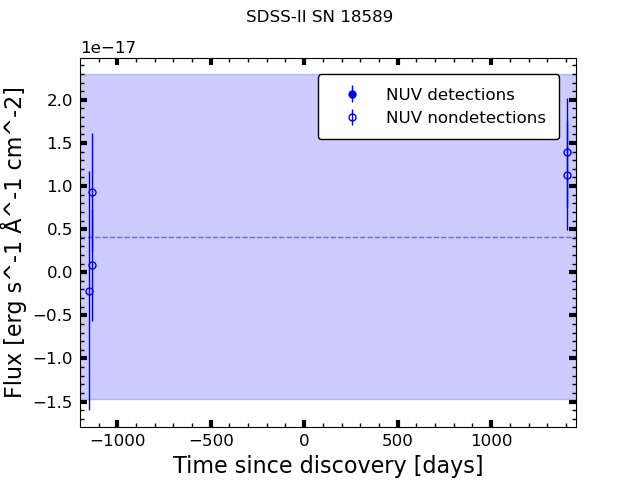 SDSS-II SN 18589
1e−17
NUV detections
NUV nondetections
2.0
1.5
1.0
0.5
0.0
−0.5
−1.0
−1.5
Flux [erg s^-1 Å^-1 cm^-2]
−1000
−500
0
500
1000
Time since discovery [days]